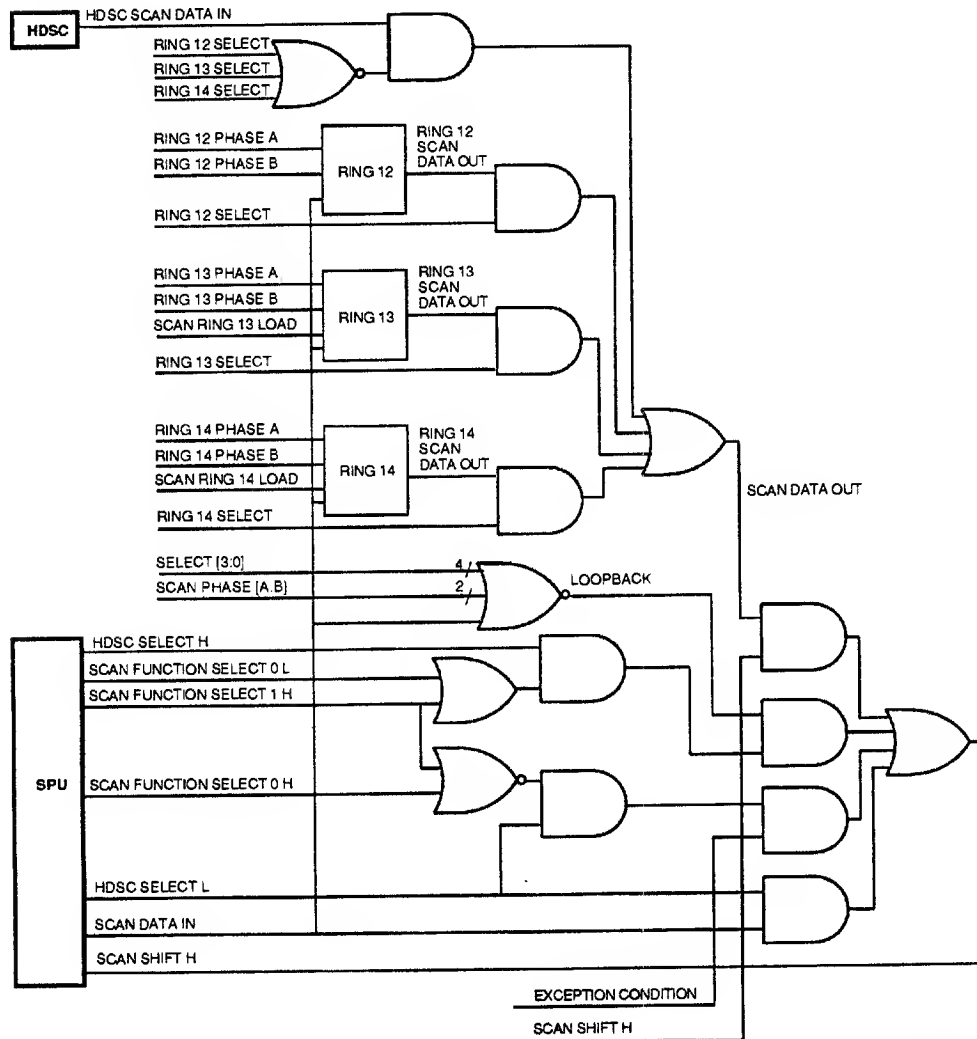 HDSC SCAN DATA IN
HDSC
RING 12 SELECT
RING 13 SELECT
RING 14 SELECT
RING 12 PHASE A
RING 12 PHASE B
RING 12
RING 12
SCAN
DATA OUT
RING 12 SELECT
RING 13 PHASE A
RING 13 PHASE B
SCAN RING 13 LOAD
RING 13
RING 13
SCAN
DATA OUT
RING 13 SELECT
RING 14 PHASE A
RING 14 PHASE B
SCAN RING 14 LOAD
RING 14
RING 14
SCAN
DATA OUT
RING 14 SELECT
SCAN DATA OUT
SELECT [3:0]
4
SCAN PHASE [A.B}
2
LOOPBACK
HDSC SELECT H
SCAN FUNCTION SELECT 0 L
SCAN FUNCTION SELECT 1 H
SPU
SCAN FUNCTION SELECT 0 H
HDSC SELECT L
SCAN DATA IN
SCAN SHIFT H
EXCEPTION CONDITION
SCAN SHIFT H